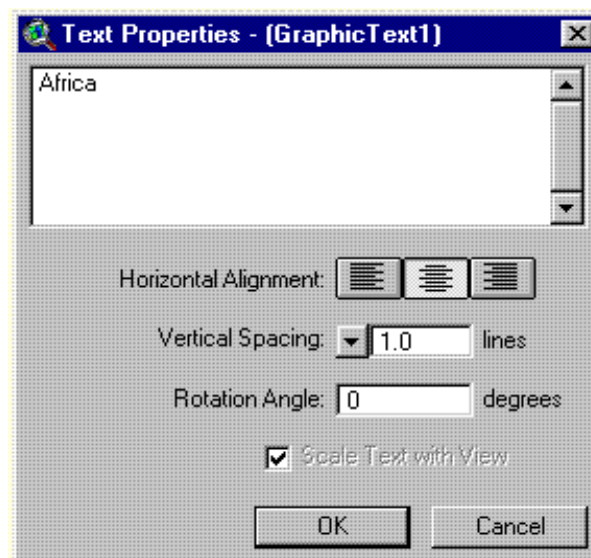 Text Properties - (GraphicText1)
Africa
Horizontal Alignment:
Vertical Spacing: 1.0 lines
Rotation Angle: 0 degrees
Scale Text with View
OK Cancel